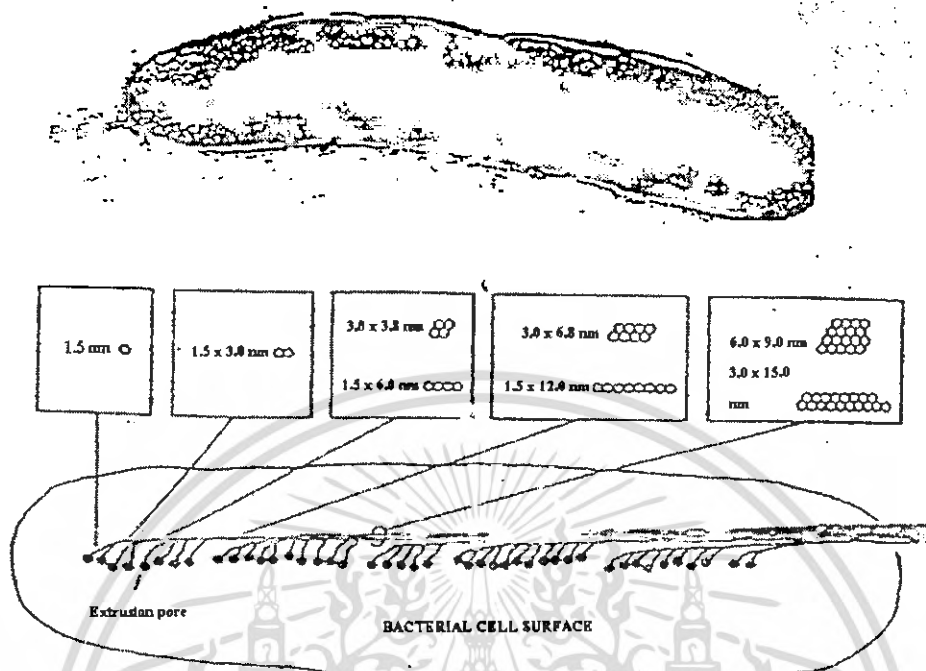 1.5 nm
1.5 x 3.0 nm
3.0 x 3.8 nm
1.5 x 6.0 nm
3.0 x 6.8 nm
1.5 x 12.0 nm
6.0 x 9.0 nm
3.0 x 15.0
nm
Extrusion pore
BACTERIAL CELL SURFACE